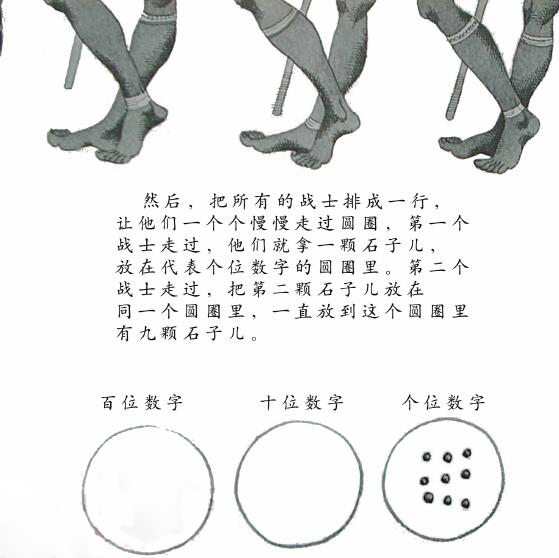 然后，把所有的战士排成一行，
让他们一个个慢慢走过圆圈，第一个
战士走过，他们就拿一颗石子儿，
放在代表个位数字的圆圈里。第二个
战士走过，把第二颗石子儿放在
同一个圆圈里，一直放到这个圆圈里
有九颗石子儿。
百位数字 十位数字 个位数字